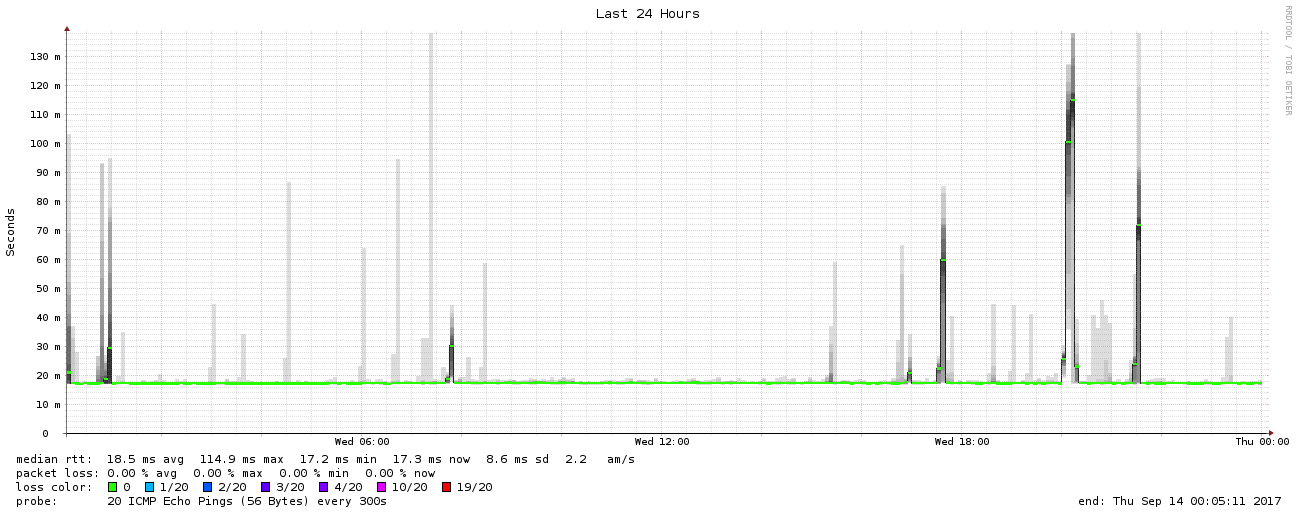 Last 24 Hours
RRDTOOL / TOBI OETIKER
Seconds
130 m
120 m
110 m
100 m
90 m
80 m
70 m
60 m
50 m
40 m
30 m
20 m
10 m
0
Wed 06:00 Wed 12:00 Wed 18:00 Thu 00:00
median rtt: 18.5 ms avg 114.9 ms max 17.2 ms min 17.3 ms now 8.6 ms sd 2.2 am/s
packet loss: 0.00 % avg 0.00 % max 0.00 % min 0.00 % now
loss color: 0 1/20 2/20 3/20 4/20 10/20 19/20
probe: 20 ICMP Echo Pings (56 Bytes) every 300s end: Thu Sep 14 00:05:11 2017